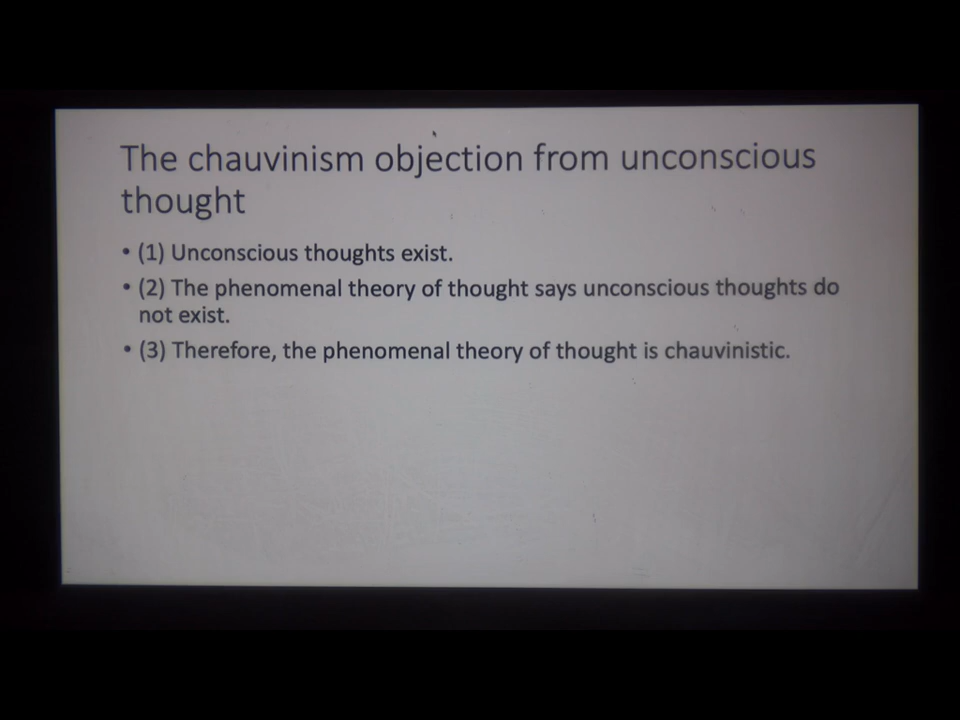 The chauvinism objection from unconscious
thought
• (1) Unconscious thoughts exist.
• (2) The phenomenal theory of thought says unconscious thoughts do
not exist.
• (3) Therefore, the phenomenal theory of thought is chauvinistic.